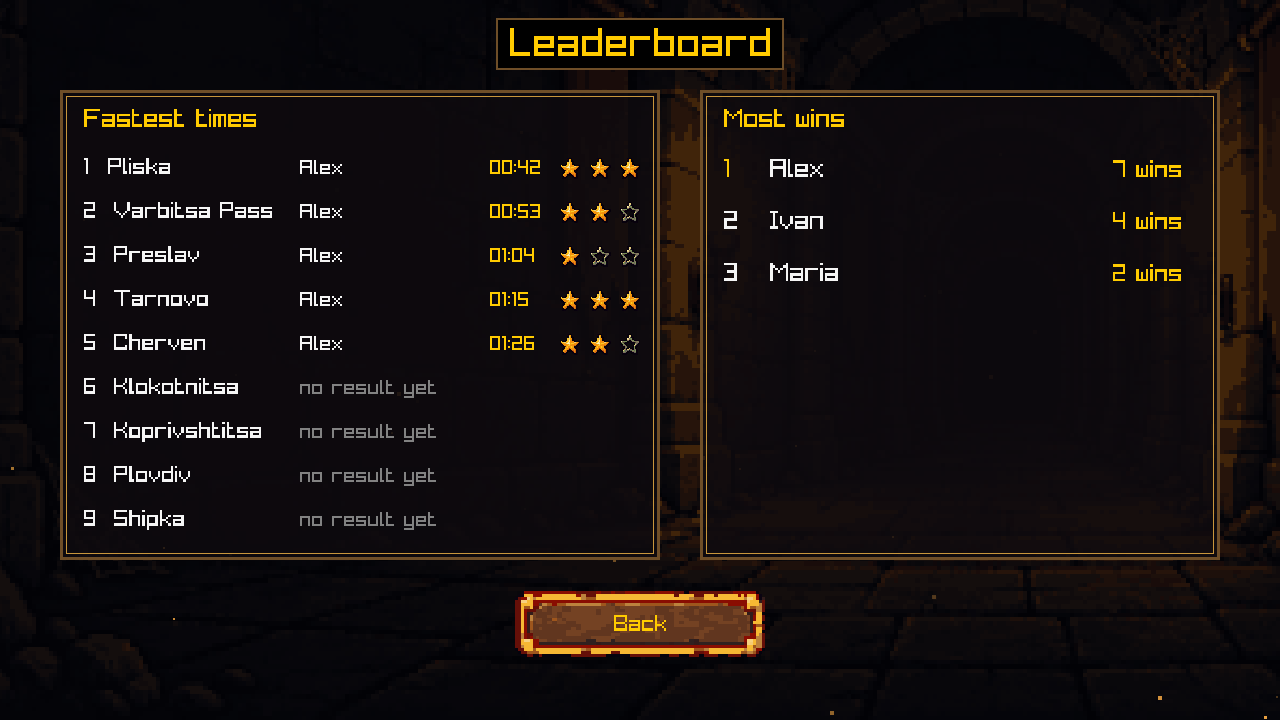 Leaderboard
Fastest times
1 Pliska Alex 00:42
2 Varbitsa Pass Alex 00:53
3 Preslav Alex 01:04
4 Tarnovo Alex 01:15
5 Cherven Alex 01:26
6 Klokotnitsa no result yet
7 Koprivshtitsa no result yet
8 Plovdiv no result yet
9 Shipka no result yet
Most wins
1 Alex 7 wins
2 Ivan 4 wins
3 Maria 2 wins
Back